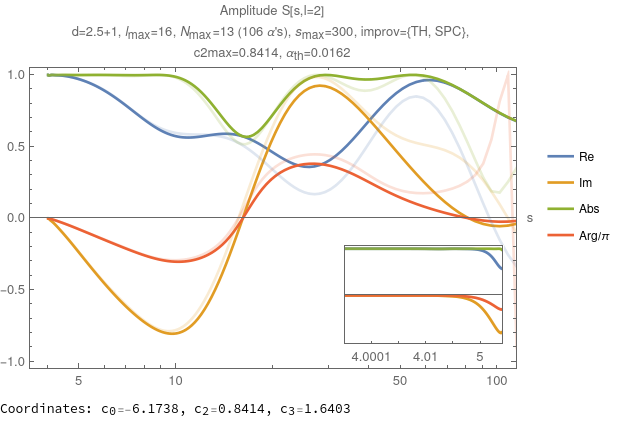 Amplitude S[s,l=2]
d=2.5+1, lmax=16, Nmax=13 (106 α's), smax=300, improv={TH, SPC},
c2max=0.8414, αth=0.0162
1.0
0.5
0.0
-0.5
-1.0
5
10
50
100
s
Re
Im
Abs
Arg/π
4.0001
4.01
5
Coordinates: c0=-6.1738, c2=0.8414, c3=1.6403